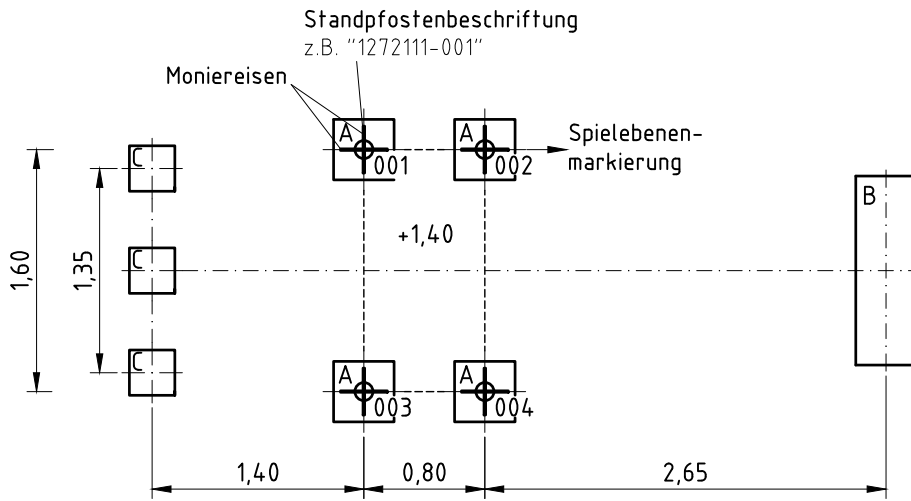 Standpfostenbeschriftung
z.B. "1272111-001"
Moniereisen
A
A
Spielebenen-
markierung
001
002
C
B
+1,40
1,60
1,35
C
C
A
A
003
004
1,40
0,80
2,65